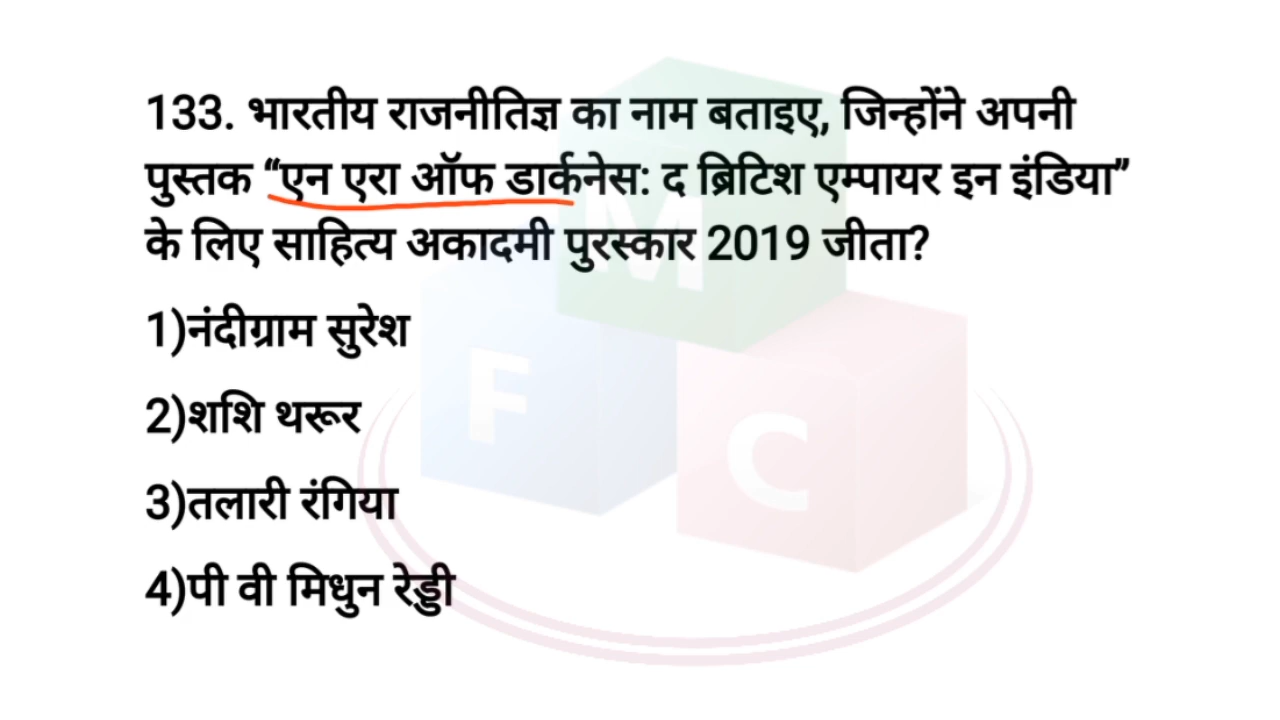 133. भारतीय राजनीतिज्ञ का नाम बताइए, जिन्होंने अपनी
पुस्तक “एन एरा ऑफ डार्कनेस: द ब्रिटिश एम्पायर इन इंडिया”
के लिए साहित्य अकादमी पुरस्कार 2019 जीता?
1)नंदीग्राम सुरेश
2)शशि थरूर
3)तलारी रंगिया
4)पी वी मिधुन रेड्डी
M
F
C